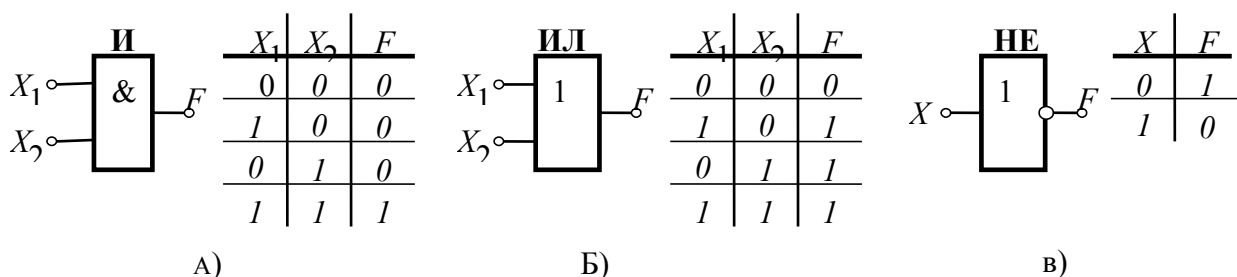 И X₁ X₂ F ИЛ X₁ X₂ F НЕ X F
X₁ & F 0 0 0 X₁ 1 F 0 0 0 X 1 F 0 1
X₂ 1 0 0 X₂ 1 0 1 1 0
0 1 0 0 1 1
1 1 1 1 1 1
А) Б) в)